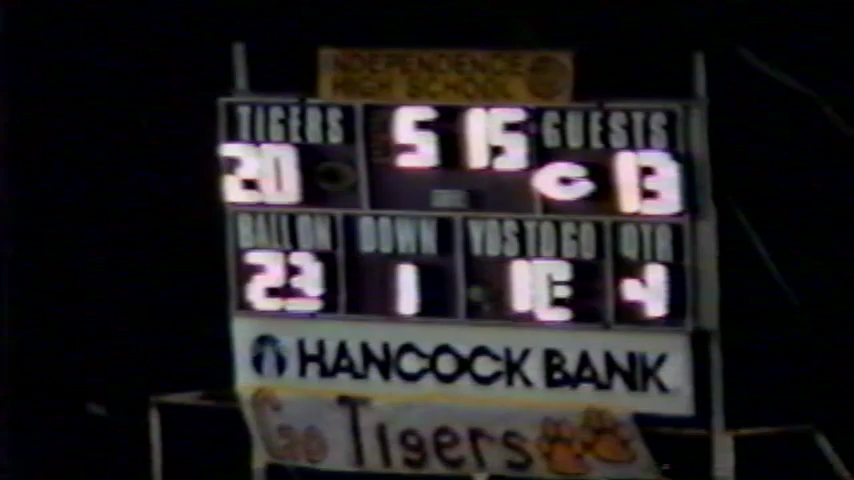 INDEPENDENCE
HIGH SCHOOL
TIGERS 5 15 GUESTS
20 13
BALL ON DOWN YDS TO GO QTR
23 1 10 4
HANCOCK BANK
Go Tigers